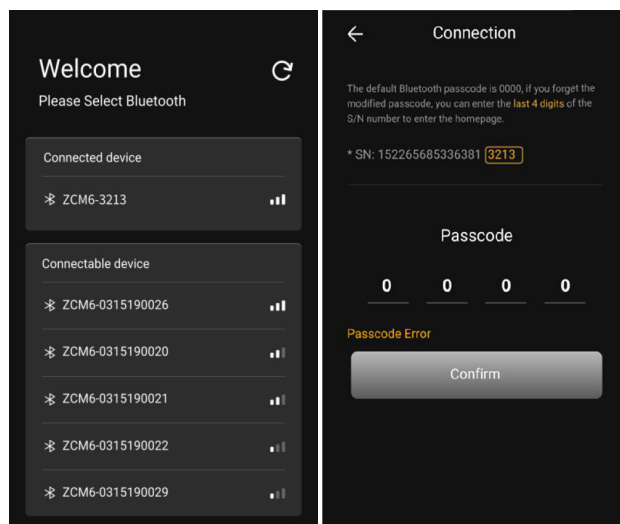 Welcome
Please Select Bluetooth
Connected device
ZCM6-3213
Connectable device
ZCM6-0315190026
ZCM6-0315190020
ZCM6-0315190021
ZCM6-0315190022
ZCM6-0315190029
Connection
The default Bluetooth passcode is 0000, if you forget the
modified passcode, you can enter the last 4 digits of the
S/N number to enter the homepage.
* SN: 152265685336381 3213
Passcode
0 0 0 0
Passcode Error
Confirm